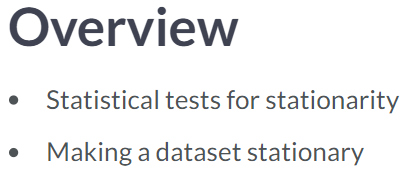 Overview
• Statistical tests for stationarity
• Making a dataset stationary